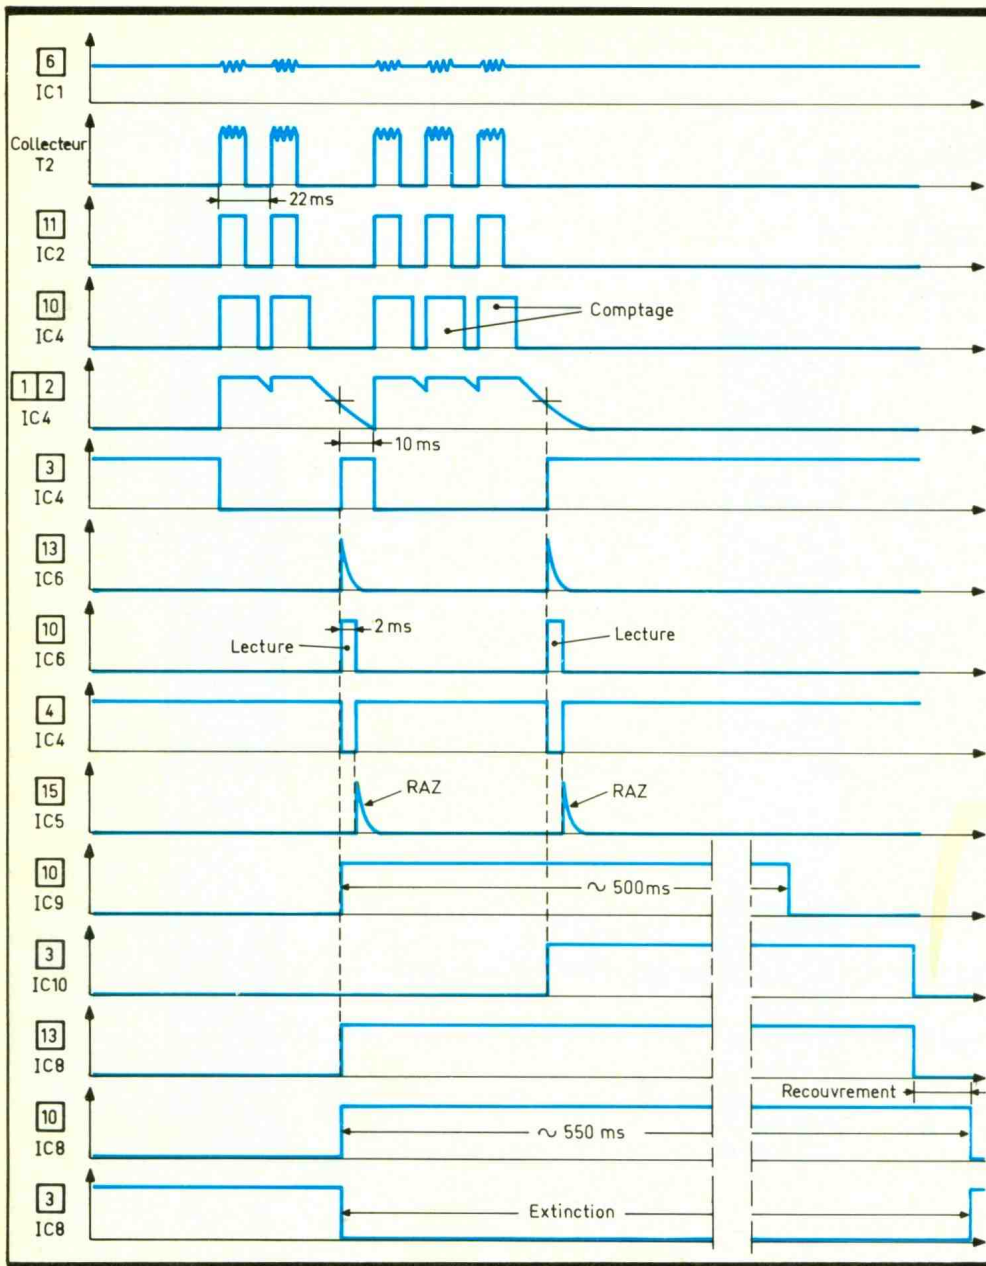 6
IC1
Collecteur
T2
22 ms
11
IC2
10
IC4
Comptage
1 2
IC4
10 ms
3
IC4
13
IC6
10
IC6
Lecture
2 ms
Lecture
4
IC4
15
IC5
RAZ
RAZ
10
IC9
~ 500 ms
3
IC10
13
IC8
Recouvrement
10
IC8
~ 550 ms
3
IC8
Extinction